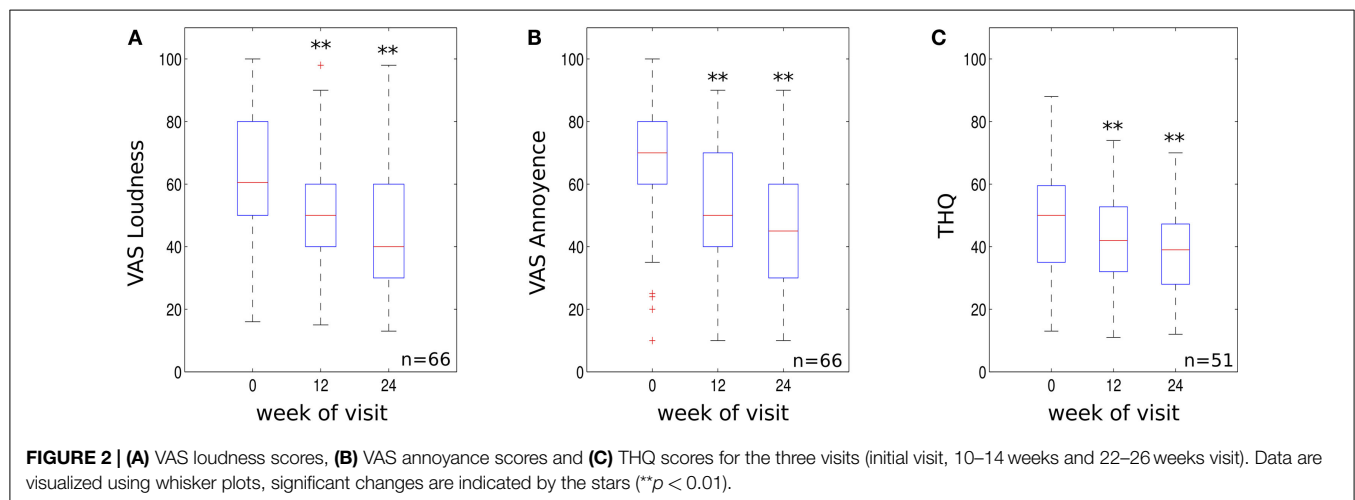 A
VAS Loudness
100
80
60
40
20
0
**
**
n=66
0 12 24
week of visit
B
VAS Annoyence
100
80
60
40
20
0
**
**
n=66
0 12 24
week of visit
C
THQ
100
80
60
40
20
0
**
**
n=51
0 12 24
week of visit
FIGURE 2 | (A) VAS loudness scores, (B) VAS annoyance scores and (C) THQ scores for the three visits (initial visit, 10–14 weeks and 22–26 weeks visit). Data are
visualized using whisker plots, significant changes are indicated by the stars (**p < 0.01).